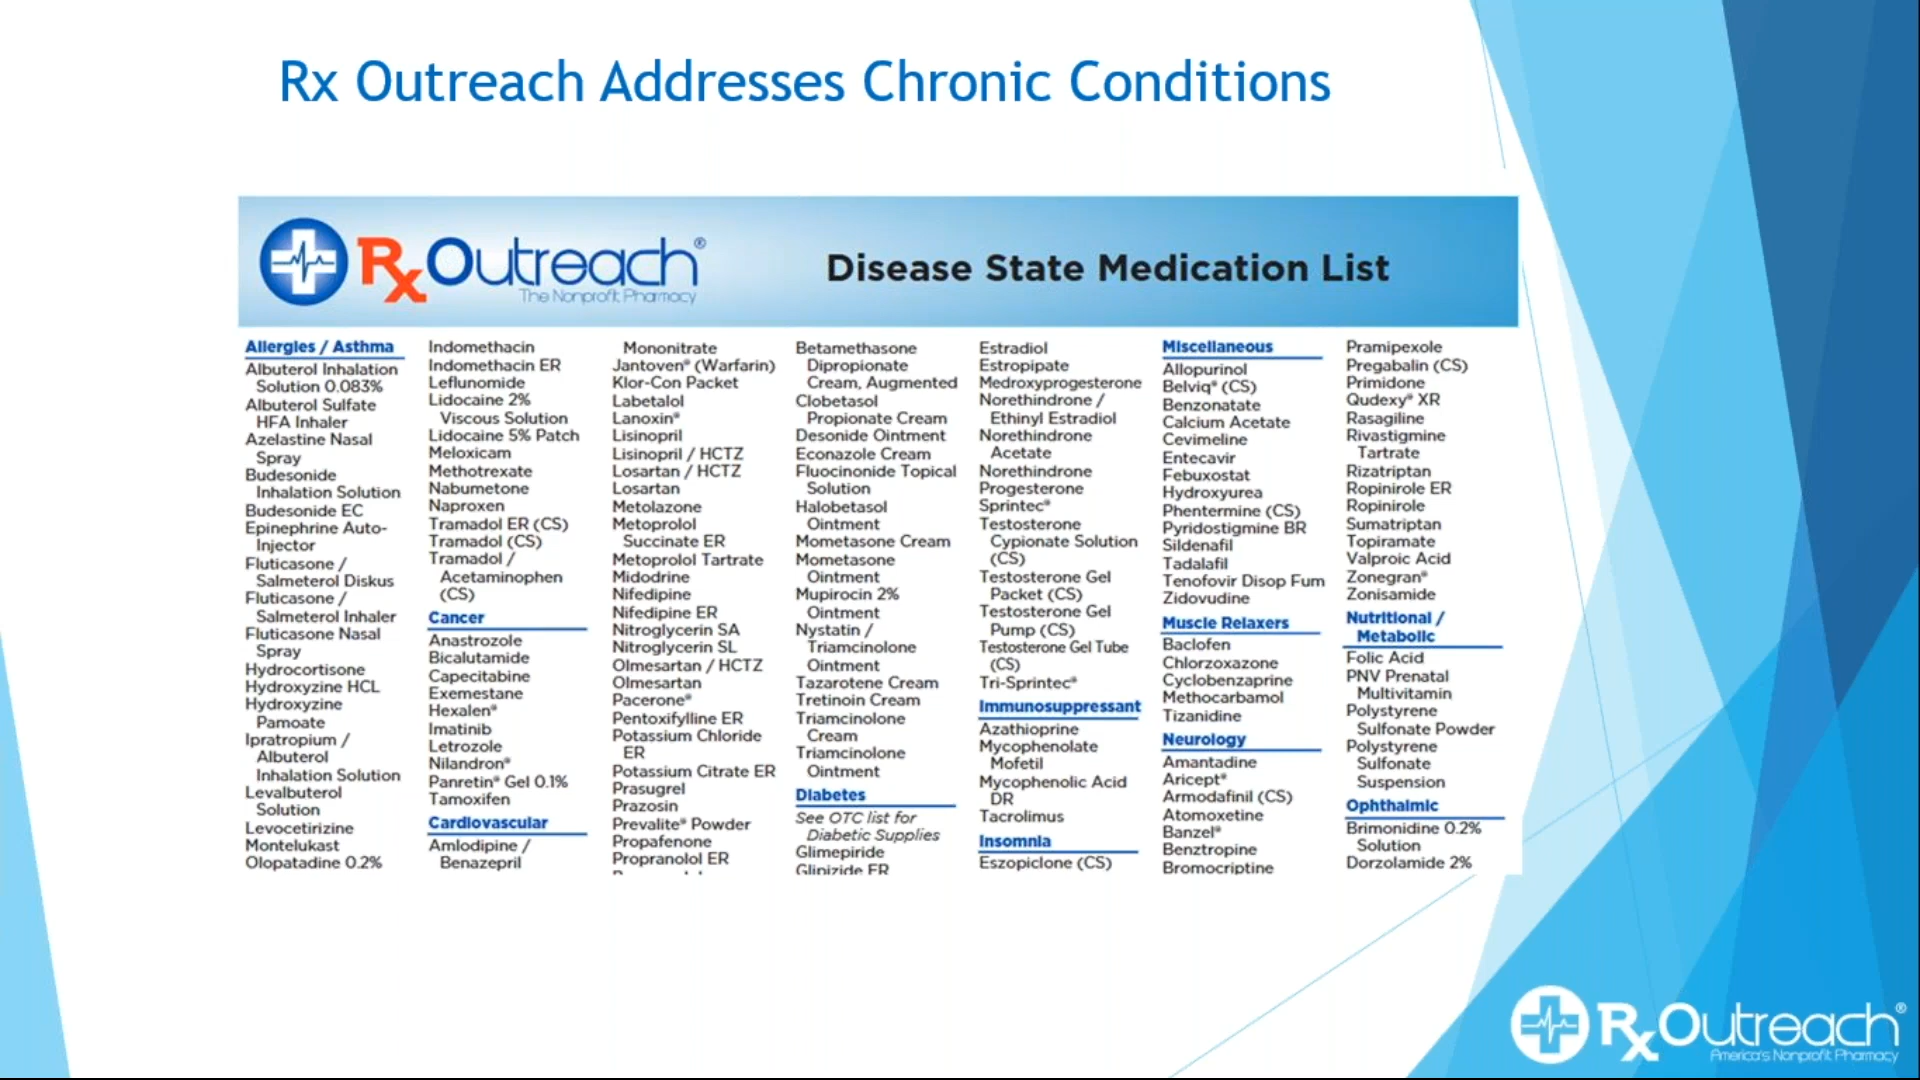 Rx Outreach Addresses Chronic Conditions
RxOutreach®
The Nonprofit Pharmacy
Disease State Medication List
Allergies / Asthma
Albuterol Inhalation
Solution 0.083%
Albuterol Sulfate
HFA Inhaler
Azelastine Nasal
Spray
Budesonide
Inhalation Solution
Budesonide EC
Epinephrine Auto-
Injector
Fluticasone /
Salmeterol Diskus
Fluticasone /
Salmeterol Inhaler
Fluticasone Nasal
Spray
Hydrocortisone
Hydroxyzine HCL
Hydroxyzine
Pamoate
Ipratropium /
Albuterol
Inhalation Solution
Levalbuterol
Solution
Levocetirizine
Montelukast
Olopatadine 0.2%
Indomethacin
Indomethacin ER
Leflunomide
Lidocaine 2%
Viscous Solution
Lidocaine 5% Patch
Meloxicam
Methotrexate
Nabumetone
Naproxen
Tramadol ER (CS)
Tramadol (CS)
Tramadol /
Acetaminophen
(CS)
Cancer
Anastrozole
Bicalutamide
Capecitabine
Exemestane
Hexalen®
Imatinib
Letrozole
Nilandron®
Panretin® Gel 0.1%
Tamoxifen
Cardiovascular
Amlodipine /
Benazepril
Mononitrate
Jantoven® (Warfarin)
Klor-Con Packet
Labetalol
Lanoxin®
Lisinopril
Lisinopril / HCTZ
Losartan / HCTZ
Losartan
Metolazone
Metoprolol
Succinate ER
Metoprolol Tartrate
Midodrine
Nifedipine
Nifedipine ER
Nitroglycerin SA
Nitroglycerin SL
Olmesartan / HCTZ
Olmesartan
Pacerone®
Pentoxifylline ER
Potassium Chloride
ER
Potassium Citrate ER
Prasugrel
Prazosin
Prevalite® Powder
Propafenone
Propranolol ER
Betamethasone
Dipropionate
Cream, Augmented
Clobetasol
Propionate Cream
Desonide Ointment
Econazole Cream
Fluocinonide Topical
Solution
Halobetasol
Ointment
Mometasone Cream
Mometasone
Ointment
Mupirocin 2%
Ointment
Nystatin /
Triamcinolone
Ointment
Tazarotene Cream
Tretinoin Cream
Triamcinolone
Cream
Triamcinolone
Ointment
Diabetes
See OTC list for
Diabetic Supplies
Glimepiride
Glipizide ER
Estradiol
Estropipate
Medroxyprogesterone
Norethindrone /
Ethinyl Estradiol
Norethindrone
Acetate
Norethindrone
Progesterone
Sprintec®
Testosterone
Cypionate Solution
(CS)
Testosterone Gel
Packet (CS)
Testosterone Gel
Pump (CS)
Testosterone Gel Tube
(CS)
Tri-Sprintec®
Immunosuppressant
Azathioprine
Mycophenolate
Mofetil
Mycophenolic Acid
DR
Tacrolimus
Insomnia
Eszopiclone (CS)
Miscellaneous
Allopurinol
Belviq® (CS)
Benzonatate
Calcium Acetate
Cevimeline
Entecavir
Febuxostat
Hydroxyurea
Phentermine (CS)
Pyridostigmine BR
Sildenafil
Tadalafil
Tenofovir Disop Fum
Zidovudine
Muscle Relaxers
Baclofen
Chlorzoxazone
Cyclobenzaprine
Methocarbamol
Tizanidine
Neurology
Amantadine
Aricept®
Armodafinil (CS)
Atomoxetine
Banzel®
Benztropine
Bromocriptine
Pramipexole
Pregabalin (CS)
Primidone
Qudexy® XR
Rasagiline
Rivastigmine
Tartrate
Rizatriptan
Ropinirole ER
Ropinirole
Sumatriptan
Topiramate
Valproic Acid
Zonegran®
Zonisamide
Nutritional /
Metabolic
Folic Acid
PNV Prenatal
Multivitamin
Polystyrene
Sulfonate Powder
Polystyrene
Sulfonate
Suspension
Ophthalmic
Brimonidine 0.2%
Solution
Dorzolamide 2%
RxOutreach®
America's Nonprofit Pharmacy